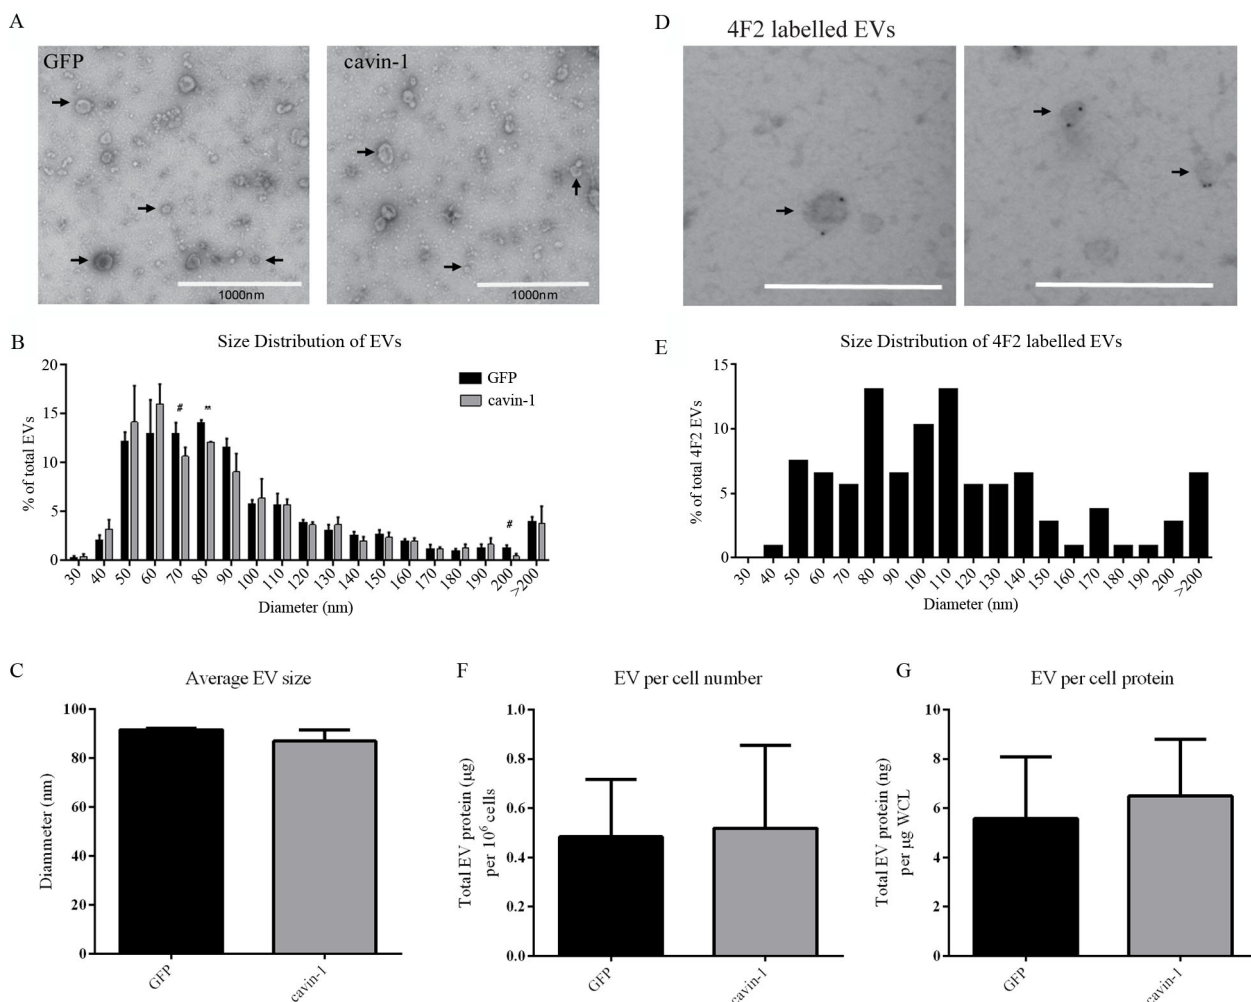 A
GFP
cavin-1
1000nm
1000nm
D
4F2 labelled EVs
B
Size Distribution of EVs
% of total EVs
20
15
10
5
0
GFP
cavin-1
#
**
#
30 40 50 60 70 80 90 100 110 120 130 140 150 160 170 180 190 200 >200
Diameter (nm)
E
Size Distribution of 4F2 labelled EVs
% of total 4F2 EVs
15
10
5
0
30 40 50 60 70 80 90 100 110 120 130 140 150 160 170 180 190 200 >200
Diameter (nm)
C
Average EV size
Diammeter (nm)
100
80
60
40
20
0
GFP
cavin-1
F
EV per cell number
Total EV protein (µg)
per 10⁶ cells
1.0
0.8
0.6
0.4
0.2
0.0
GFP
cavin-1
G
EV per cell protein
Total EV protein (ng)
per µg WCL
10
8
6
4
2
0
GFP
cavin-1